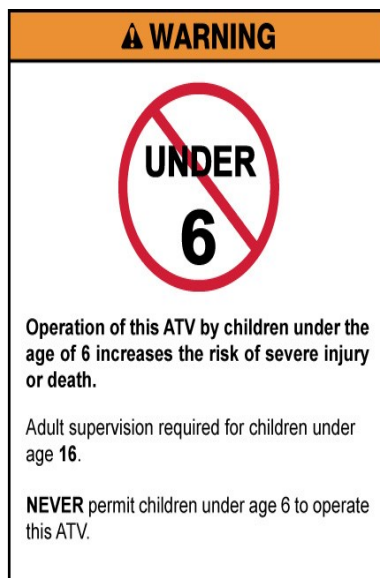 WARNING
UNDER
6
Operation of this ATV by children under the
age of 6 increases the risk of severe injury
or death.
Adult supervision required for children under
age 16.
NEVER permit children under age 6 to operate
this ATV.